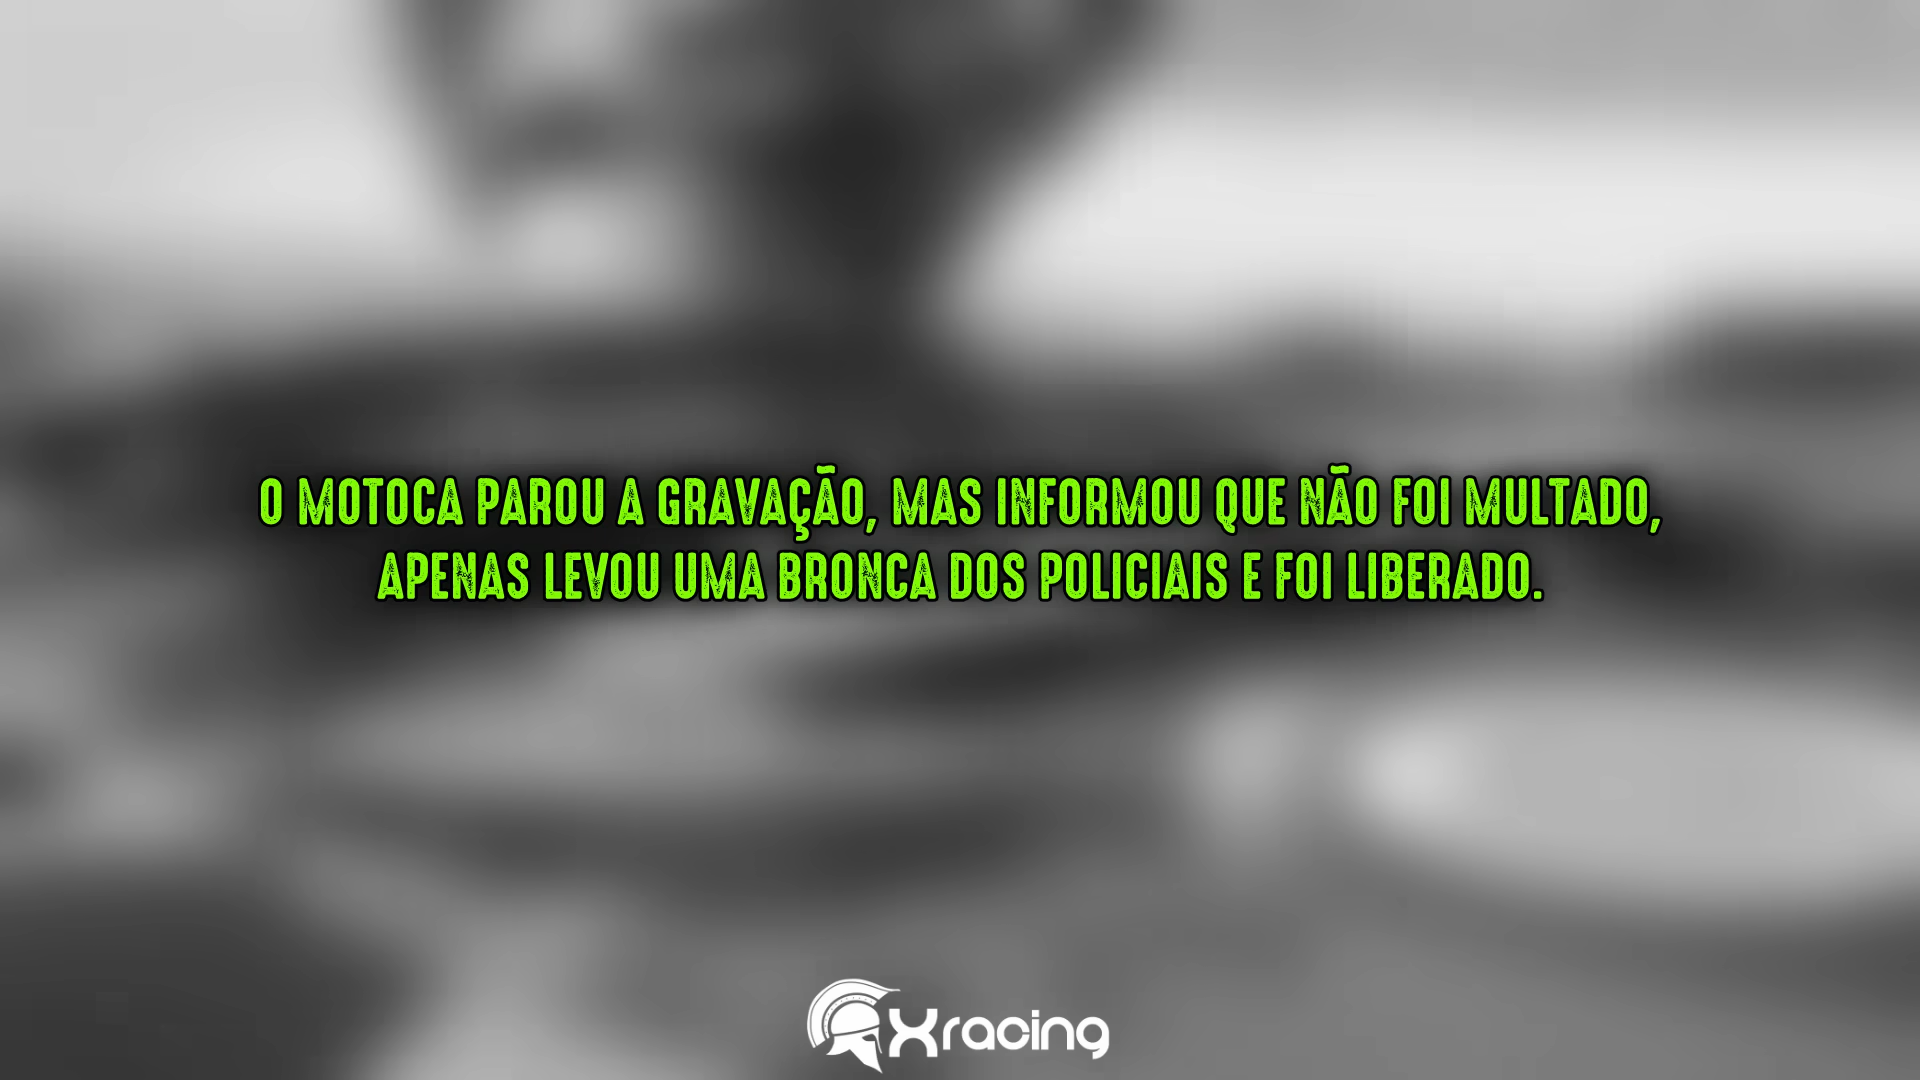 O MOTOCA PAROU A GRAVAÇÃO, MAS INFORMOU QUE NÃO FOI MULTADO,
APENAS LEVOU UMA BRONCA DOS POLICIAIS E FOI LIBERADO.
Xracing